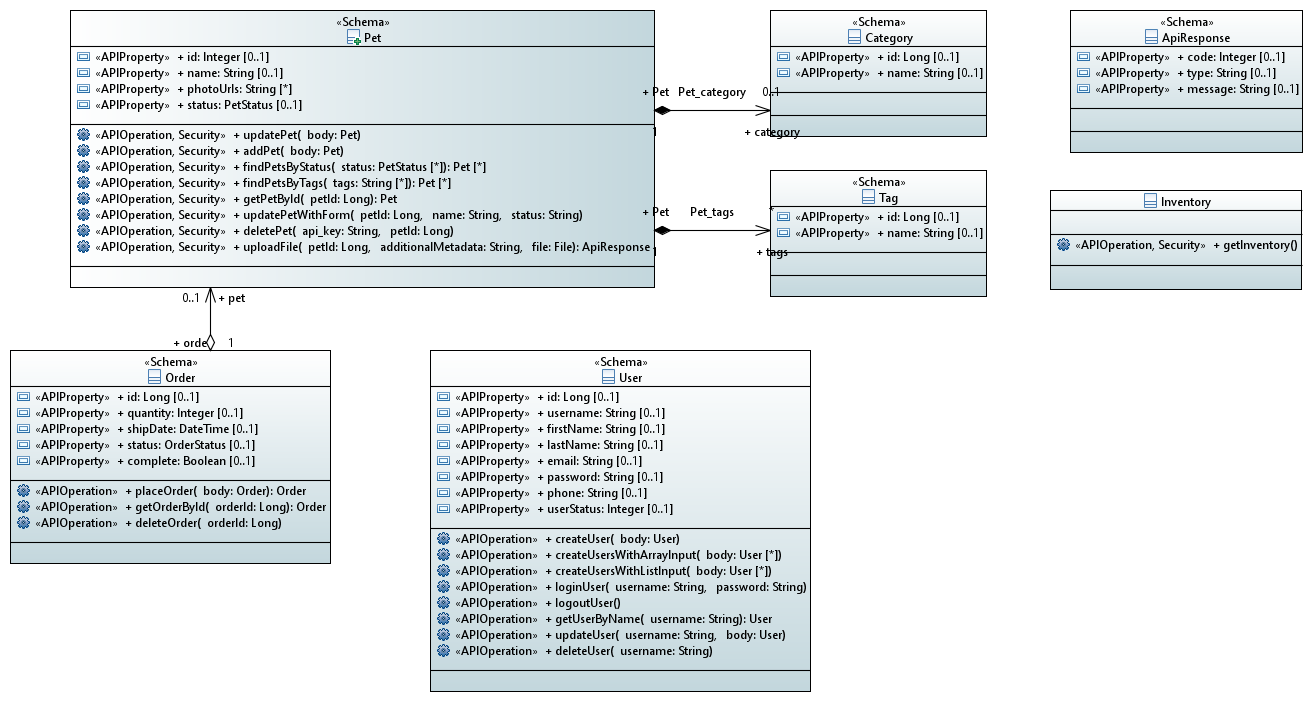 «Schema»
Pet
«APIProperty» + id: Integer [0..1]
«APIProperty» + name: String [0..1]
«APIProperty» + photoUrls: String [*]
«APIProperty» + status: PetStatus [0..1]
«APIOperation, Security» + updatePet( body: Pet)
«APIOperation, Security» + addPet( body: Pet)
«APIOperation, Security» + findPetsByStatus( status: PetStatus [*]): Pet [*]
«APIOperation, Security» + findPetsByTags( tags: String [*]): Pet [*]
«APIOperation, Security» + getPetById( petId: Long): Pet
«APIOperation, Security» + updatePetWithForm( petId: Long, name: String, status: String)
«APIOperation, Security» + deletePet( api_key: String, petId: Long)
«APIOperation, Security» + uploadFile( petId: Long, additionalMetadata: String, file: File): ApiResponse
+ Pet Pet_category 0..1
1 + category
+ Pet Pet_tags *
1 + tags
«Schema»
Category
«APIProperty» + id: Long [0..1]
«APIProperty» + name: String [0..1]
«Schema»
Tag
«APIProperty» + id: Long [0..1]
«APIProperty» + name: String [0..1]
«Schema»
ApiResponse
«APIProperty» + code: Integer [0..1]
«APIProperty» + type: String [0..1]
«APIProperty» + message: String [0..1]
Inventory
«APIOperation, Security» + getInventory()
0..1 + pet
+ orde 1
«Schema»
Order
«APIProperty» + id: Long [0..1]
«APIProperty» + quantity: Integer [0..1]
«APIProperty» + shipDate: DateTime [0..1]
«APIProperty» + status: OrderStatus [0..1]
«APIProperty» + complete: Boolean [0..1]
«APIOperation» + placeOrder( body: Order): Order
«APIOperation» + getOrderById( orderId: Long): Order
«APIOperation» + deleteOrder( orderId: Long)
«Schema»
User
«APIProperty» + id: Long [0..1]
«APIProperty» + username: String [0..1]
«APIProperty» + firstName: String [0..1]
«APIProperty» + lastName: String [0..1]
«APIProperty» + email: String [0..1]
«APIProperty» + password: String [0..1]
«APIProperty» + phone: String [0..1]
«APIProperty» + userStatus: Integer [0..1]
«APIOperation» + createUser( body: User)
«APIOperation» + createUsersWithArrayInput( body: User [*])
«APIOperation» + createUsersWithListInput( body: User [*])
«APIOperation» + loginUser( username: String, password: String)
«APIOperation» + logoutUser()
«APIOperation» + getUserByName( username: String): User
«APIOperation» + updateUser( username: String, body: User)
«APIOperation» + deleteUser( username: String)